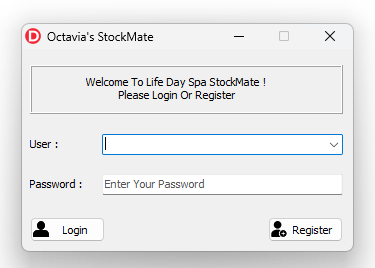 D Octavia's StockMate
Welcome To Life Day Spa StockMate !
Please Login Or Register
User :
Password : Enter Your Password
Login Register